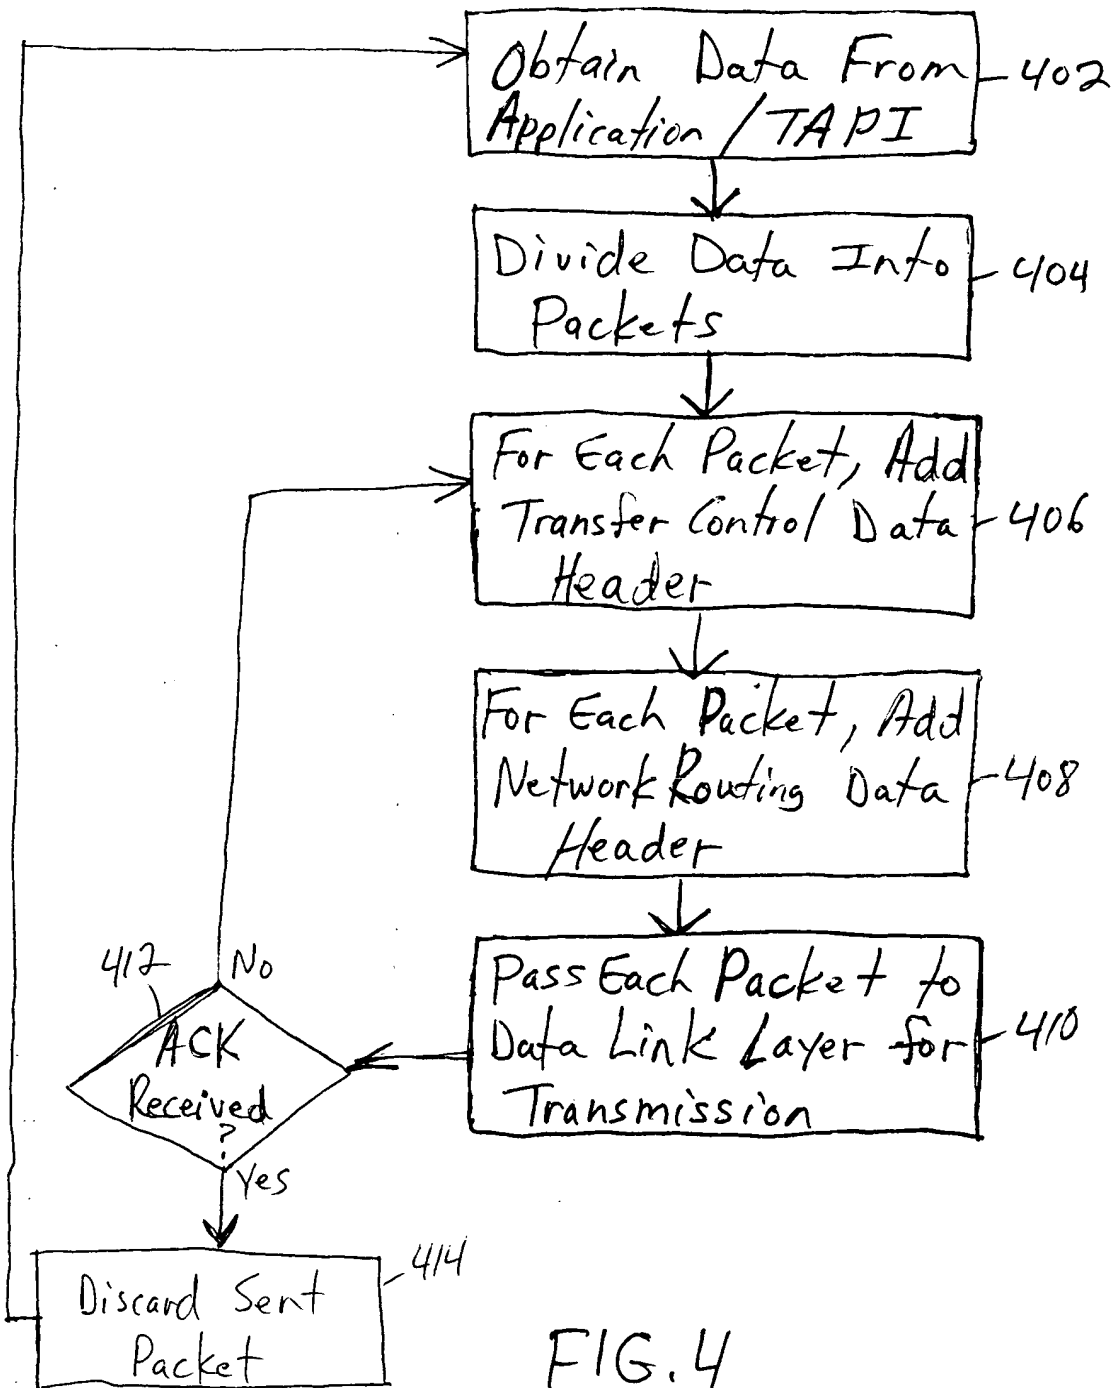 Obtain Data From
Application / TAPI
402
Divide Data Into
Packets
404
For Each Packet, Add
Transfer Control Data
Header
406
For Each Packet, Add
Network Routing Data
Header
408
Pass Each Packet to
Data Link Layer for
Transmission
410
412
No
ACK
Received
?
Yes
Discard Sent
Packet
414
FIG. 4